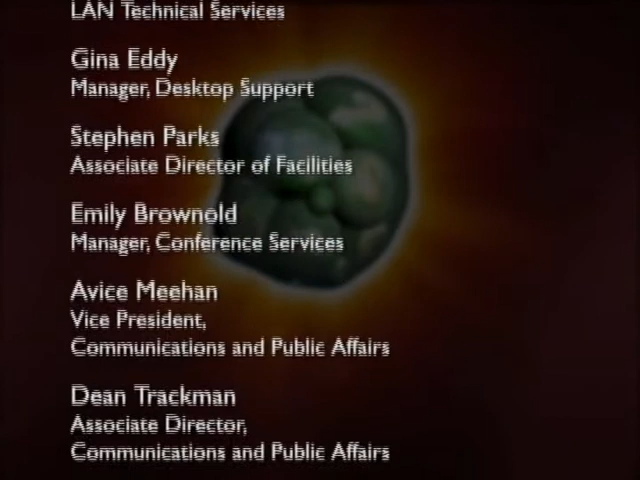 LAN Technical Services
Gina Eddy
Manager, Desktop Support
Stephen Parks
Associate Director of Facilities
Emily Brownold
Manager, Conference Services
Avice Meehan
Vice President,
Communications and Public Affairs
Dean Trackman
Associate Director,
Communications and Public Affairs